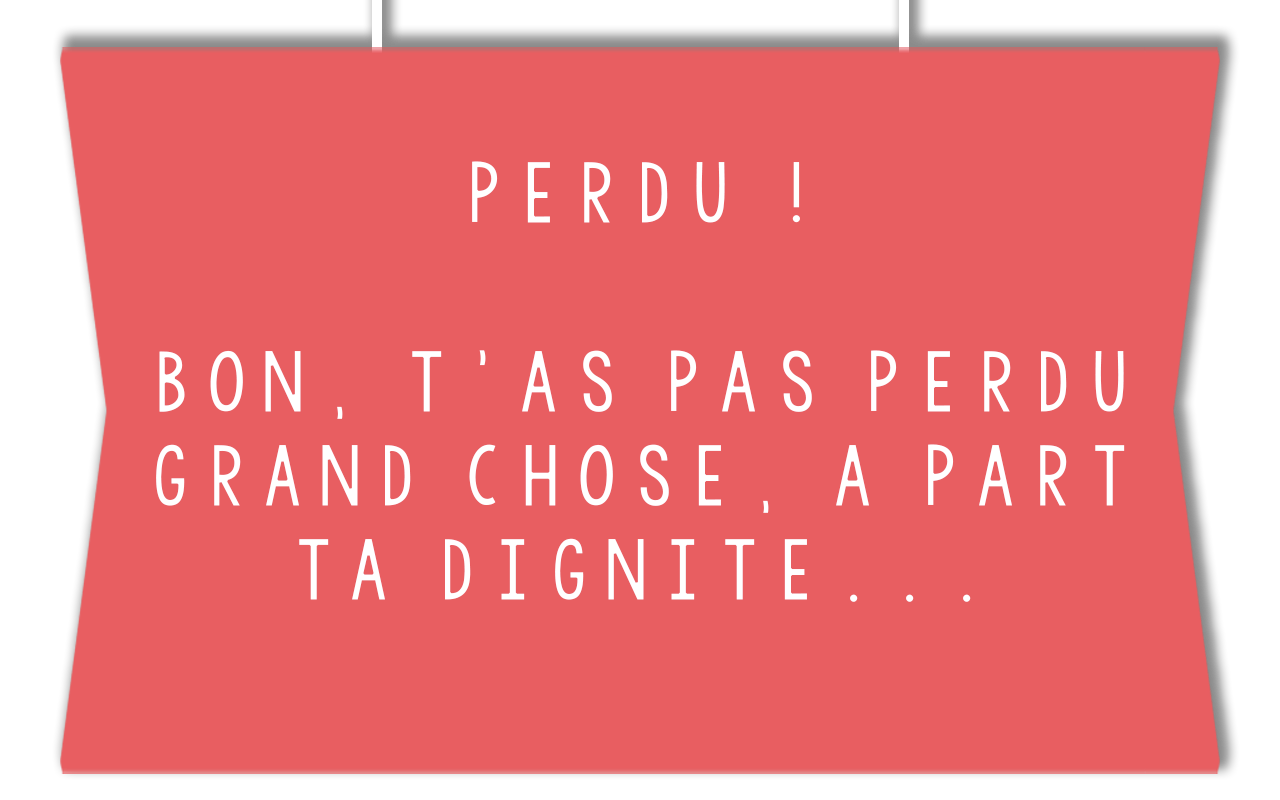 PERDU !
BON, T'AS PAS PERDU
GRAND CHOSE, A PART
TA DIGNITE...